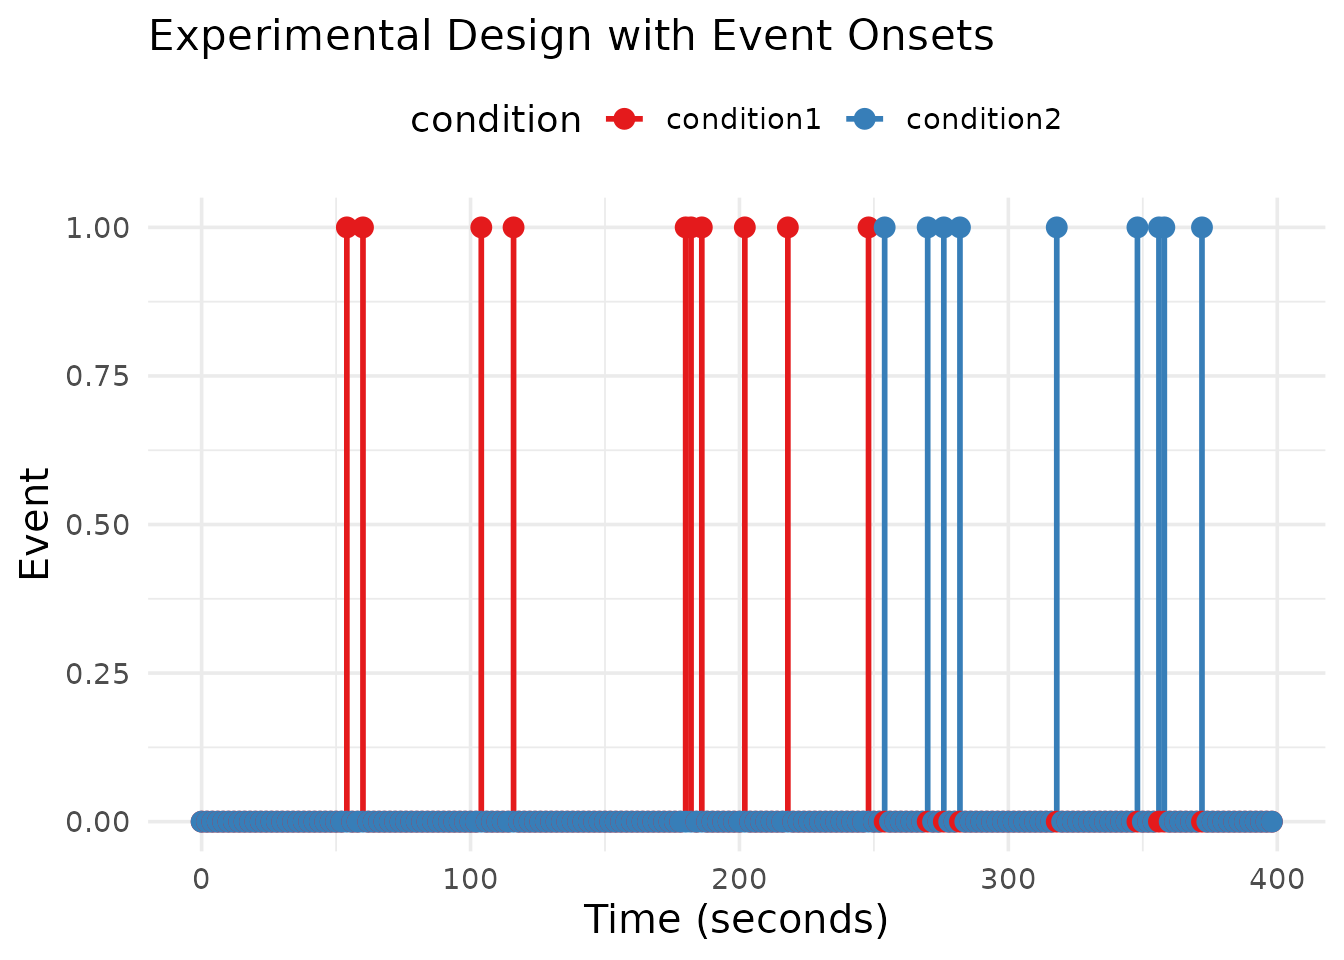 Experimental Design with Event Onsets
condition condition1 condition2
1.00
0.75
0.50
0.25
0.00
Event
0 100 200 300 400
Time (seconds)